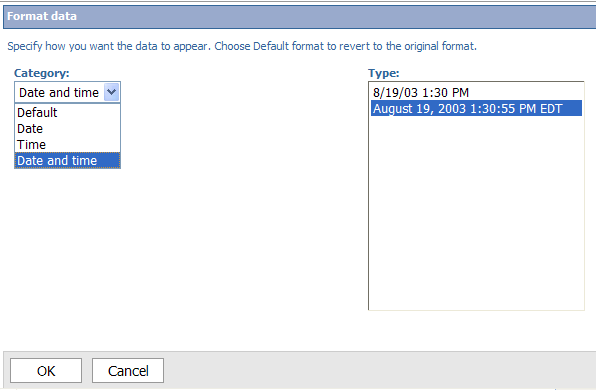 Format data
Specify how you want the data to appear. Choose Default format to revert to the original format.
Category:
Date and time
Default
Date
Time
Date and time
Type:
8/19/03 1:30 PM
August 19, 2003 1:30:55 PM EDT
OK
Cancel